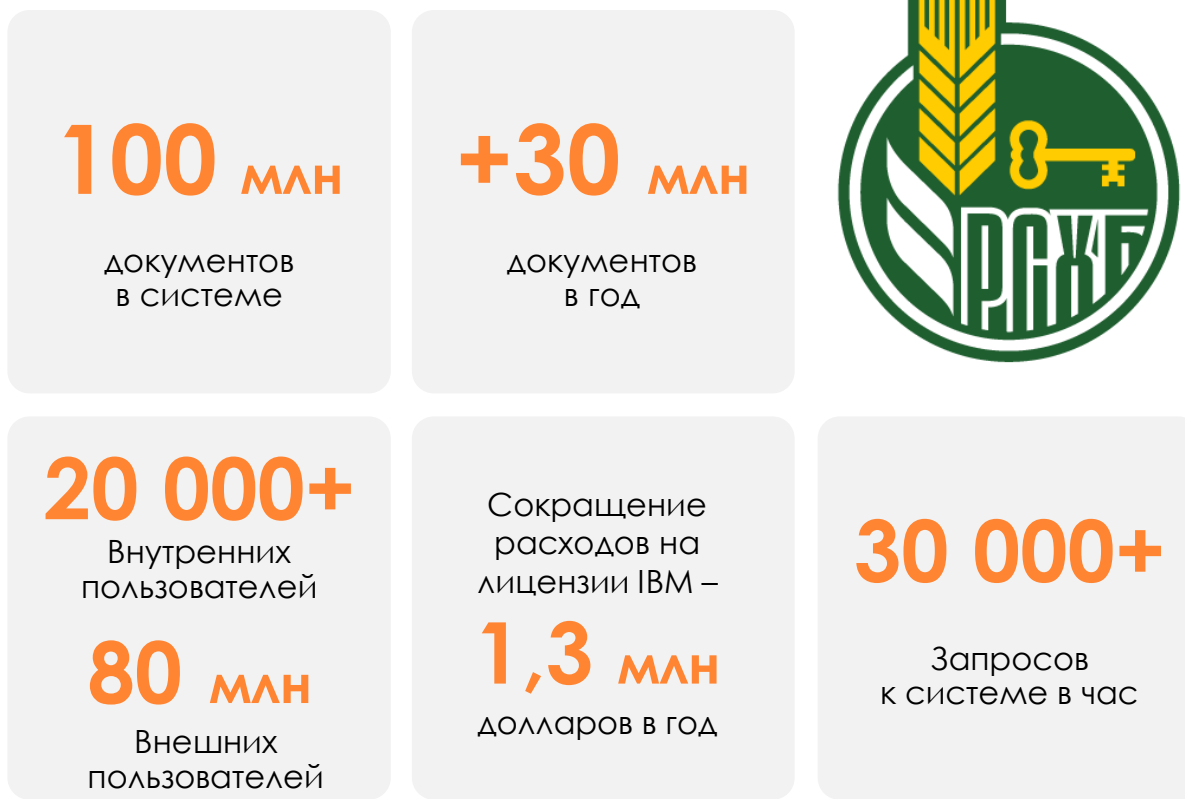 100 млн
документов
в системе
+30 млн
документов
в год
РСХБ
20 000+
Внутренних
пользователей
80 млн
Внешних
пользователей
Сокращение
расходов на
лицензии IBM –
1,3 млн
долларов в год
30 000+
Запросов
к системе в час